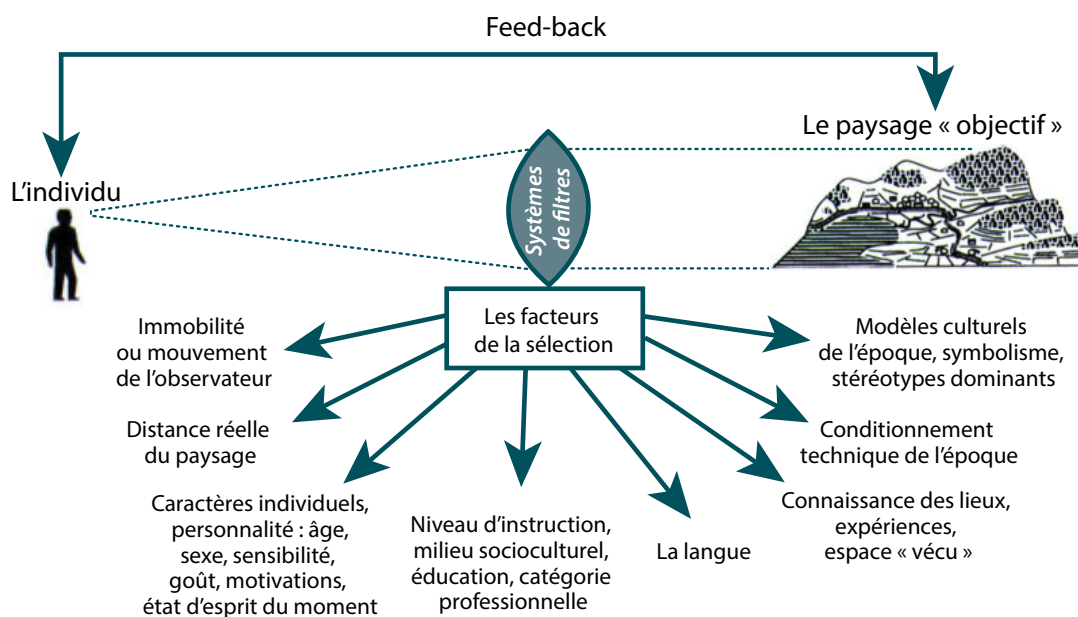 Feed-back
Le paysage « objectif »
L’individu
Systèmes
de filtres
Les facteurs
de la sélection
Immobilité
ou mouvement
de l’observateur
Distance réelle
du paysage
Caractères individuels,
personnalité : âge,
sexe, sensibilité,
goût, motivations,
état d’esprit du moment
Niveau d’instruction,
milieu socioculturel,
éducation, catégorie
professionnelle
La langue
Connaissance des lieux,
expériences,
espace « vécu »
Conditionnement
technique de l’époque
Modèles culturels
de l’époque, symbolisme,
stéréotypes dominants